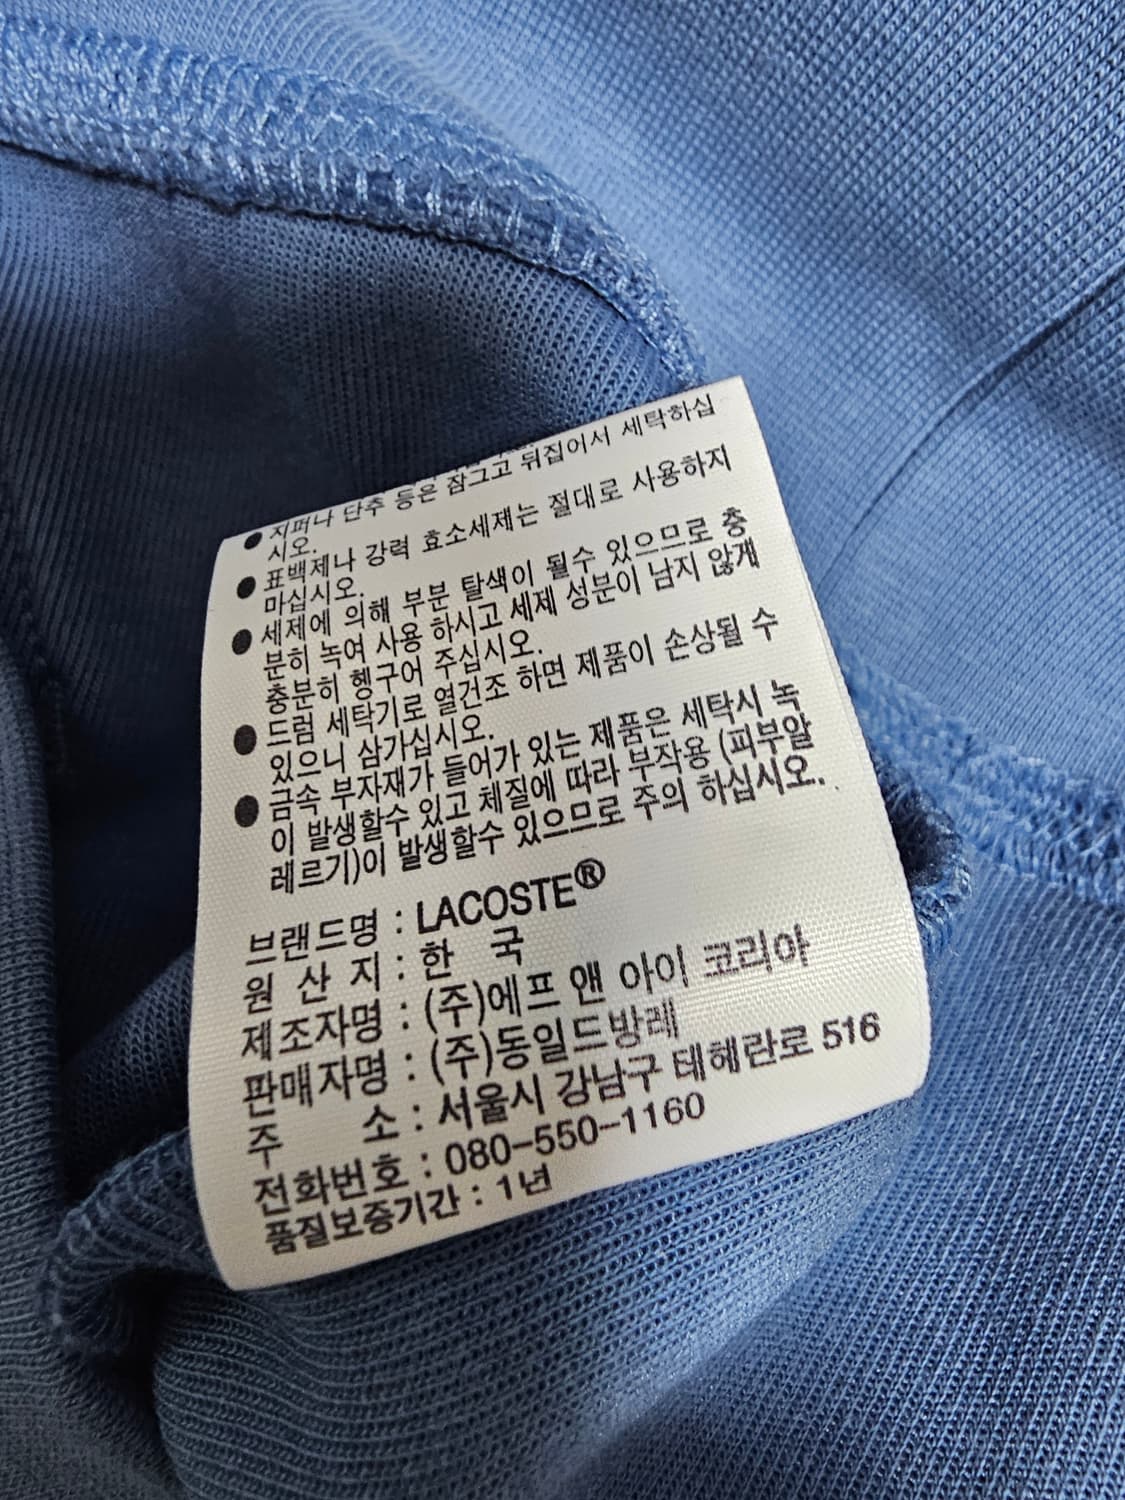 ● 지퍼나 단추 등은 잠그고 뒤집어서 세탁하십
시오.
● 표백제나 강력 효소세제는 절대로 사용하지
마십시오.
● 세제에 의해 부분 탈색이 될수 있으므로 충
분히 녹여 사용 하시고 세제 성분이 남지 않게
충분히 헹구어 주십시오.
● 드럼 세탁기로 열건조 하면 제품이 손상될 수
있으니 삼가십시오.
● 금속 부자재가 들어가 있는 제품은 세탁시 녹
이 발생할수 있고 체질에 따라 부작용 (피부알
레르기)이 발생할수 있으므로 주의 하십시오.
브랜드명 : LACOSTE®
원 산 지 : 한 국
제조자명 : (주)에프 앤 아이 코리아
판매자명 : (주)동일드방레
주 소 : 서울시 강남구 테헤란로 516
전화번호 : 080-550-1160
품질보증기간 : 1년